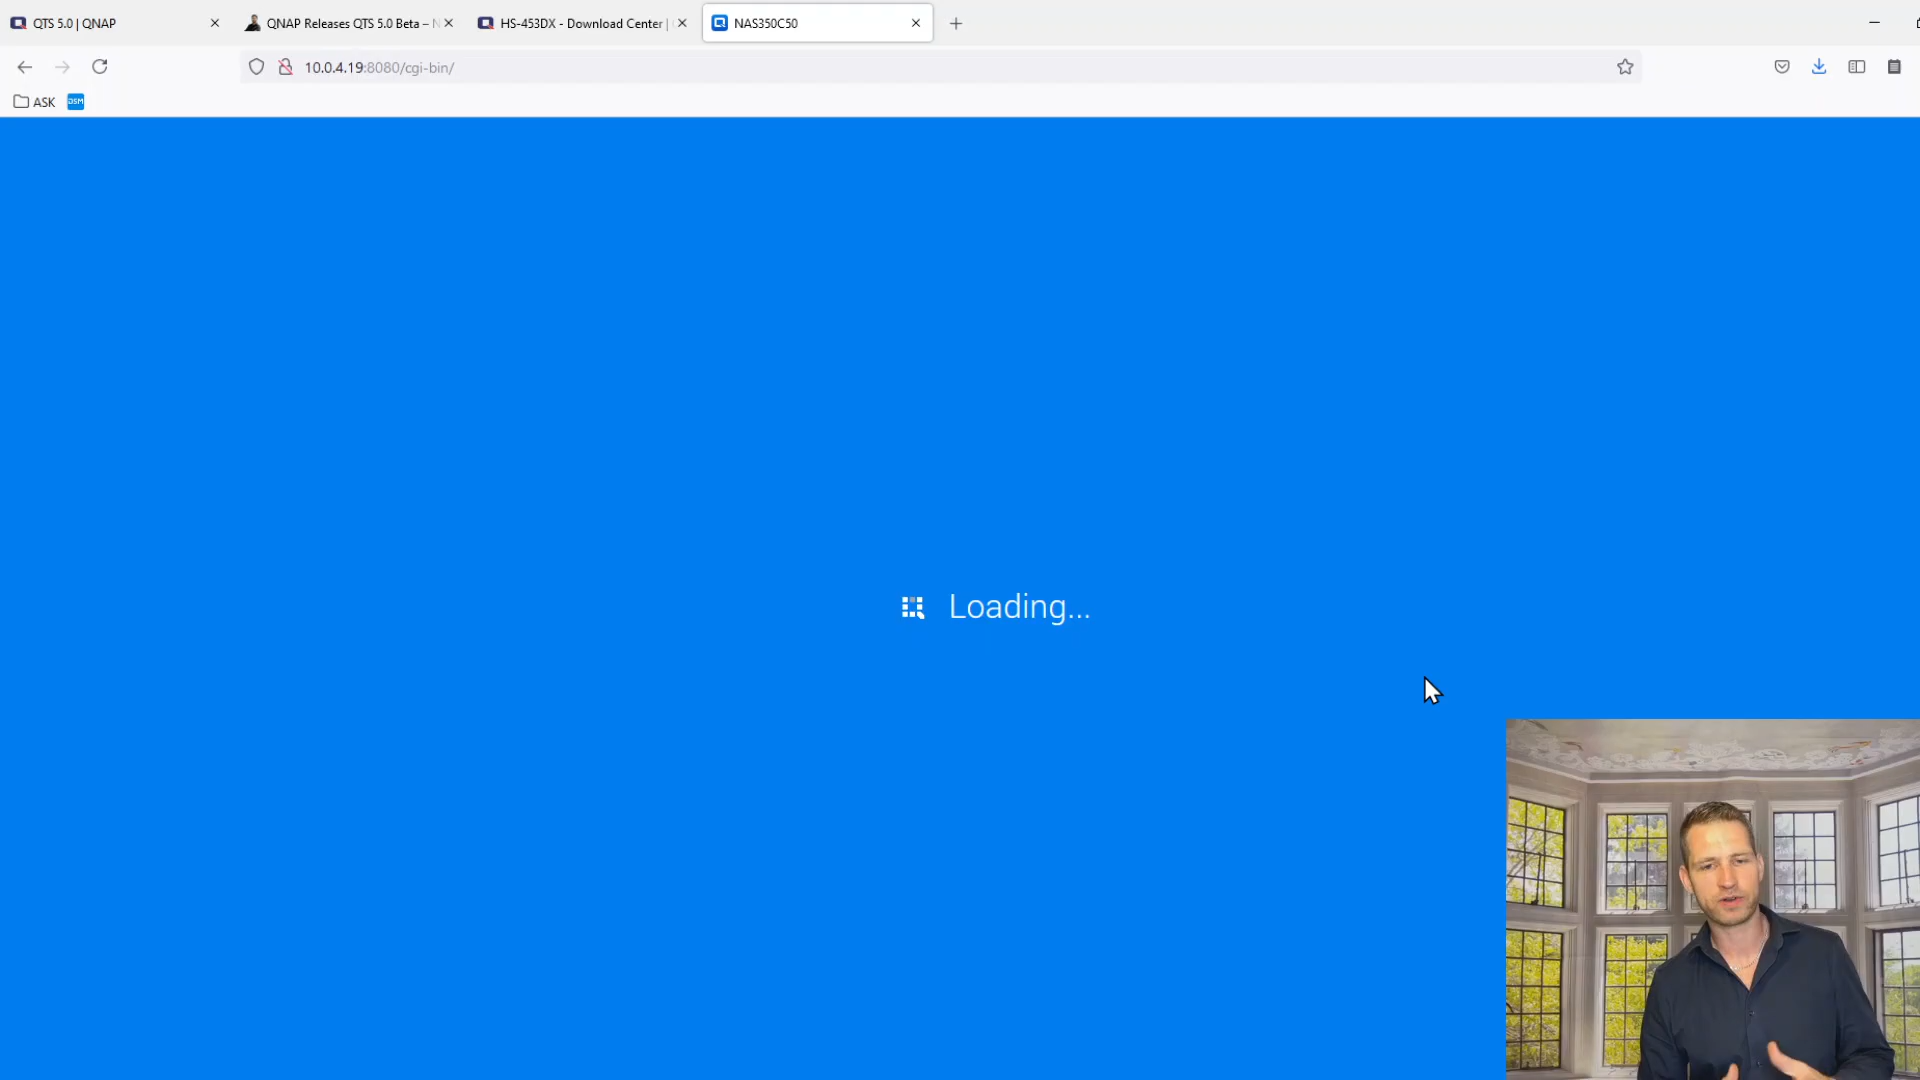 QTS 5.0 | QNAP
QNAP Releases QTS 5.0 Beta – N
HS-453DX - Download Center |
NAS350C50
10.0.4.19:8080/cgi-bin/
ASK
DSM
Loading...